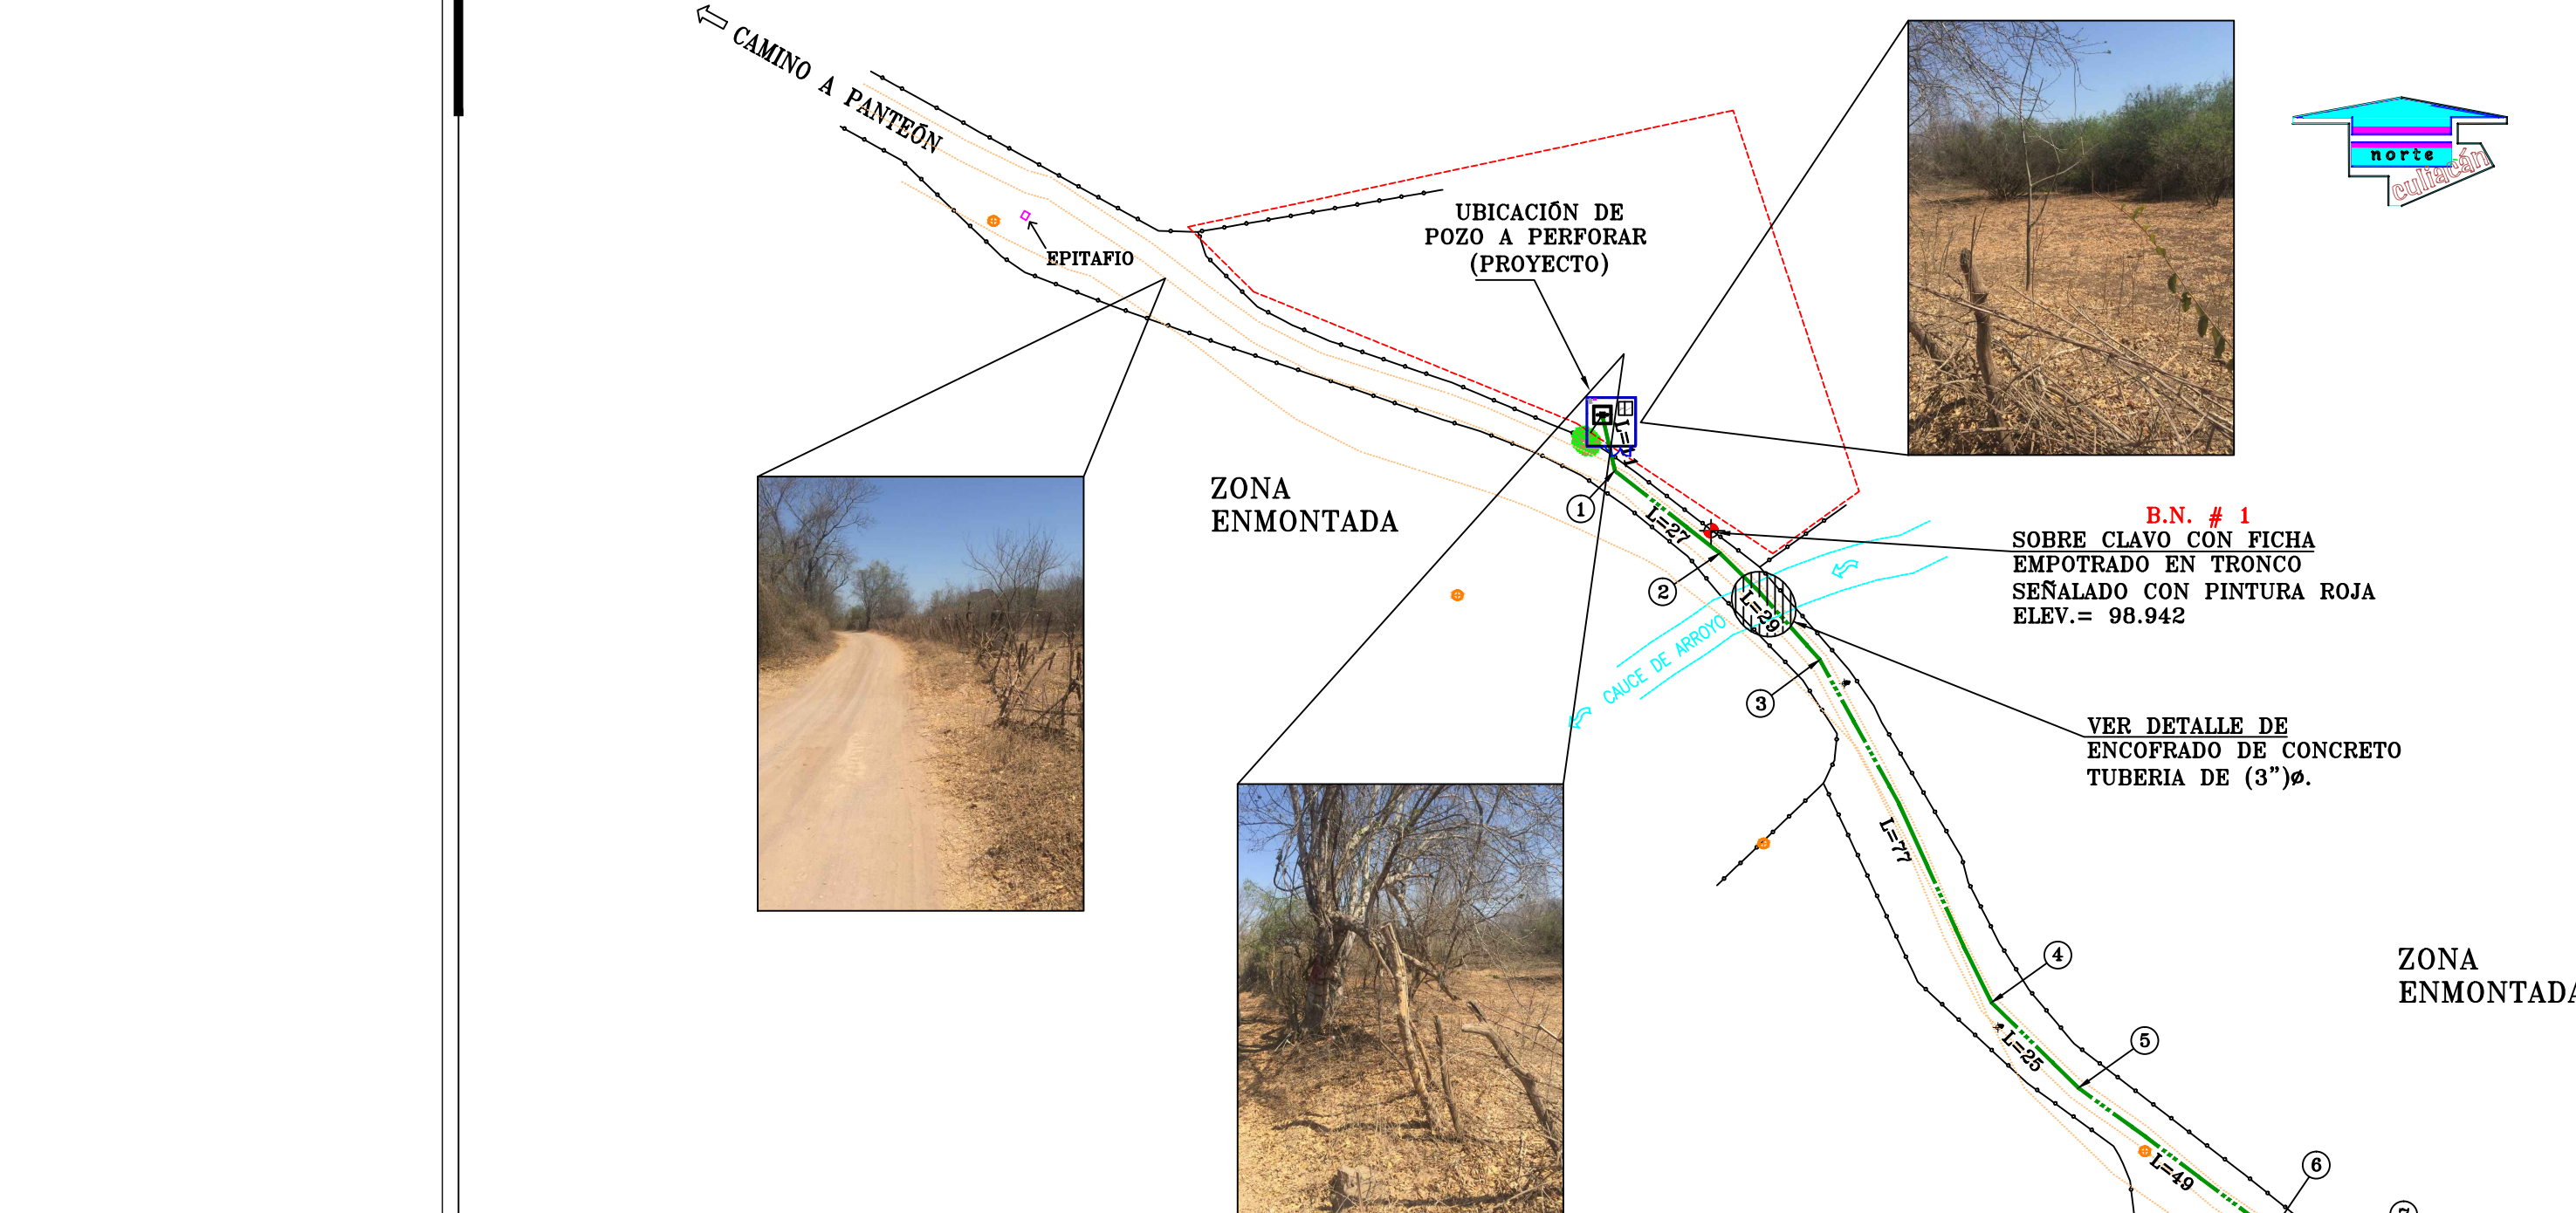 CAMINO A PANTEÓN
norte
culiacán
UBICACIÓN DE
POZO A PERFORAR
(PROYECTO)
EPITAFIO
ZONA
ENMONTADA
1
L=27
B.N. # 1
SOBRE CLAVO CON FICHA
EMPOTRADO EN TRONCO
SEÑALADO CON PINTURA ROJA
ELEV.= 98.942
2
L=29
CAUCE DE ARROYO
3
VER DETALLE DE
ENCOFRADO DE CONCRETO
TUBERIA DE (3")ø.
L=77
4
ZONA
ENMONTADA
L=25
5
L=49
6